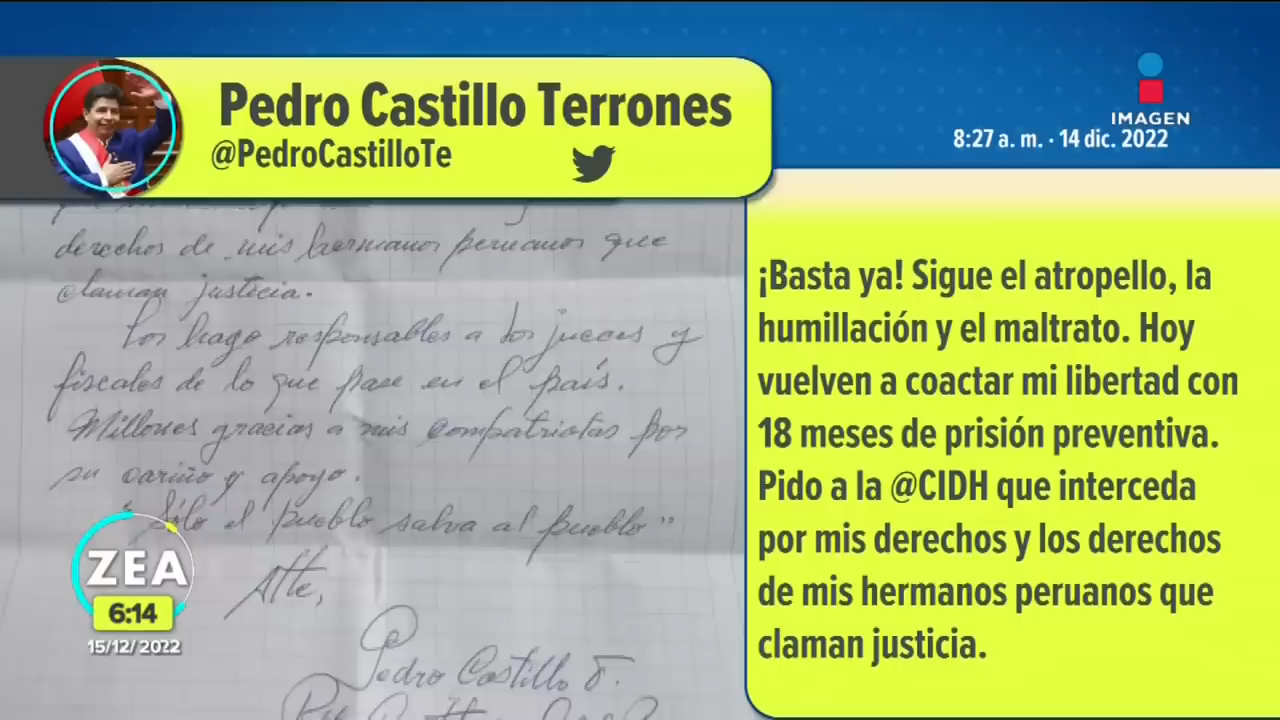 Pedro Castillo Terrones
@PedroCastilloTe
IMAGEN
8:27 a. m. · 14 dic. 2022
derechos de mis hermanos peruanos que
claman justicia.
Los hago responsables a los jueces y
fiscales de lo que pase en el país.
Millones gracias a mis compatriotas por
su cariño y apoyo.
"Sólo el pueblo salva al pueblo"
Atte,
Pedro Castillo T.
¡Basta ya! Sigue el atropello, la
humillación y el maltrato. Hoy
vuelven a coactar mi libertad con
18 meses de prisión preventiva.
Pido a la @CIDH que interceda
por mis derechos y los derechos
de mis hermanos peruanos que
claman justicia.
ZEA
6:14
15/12/2022